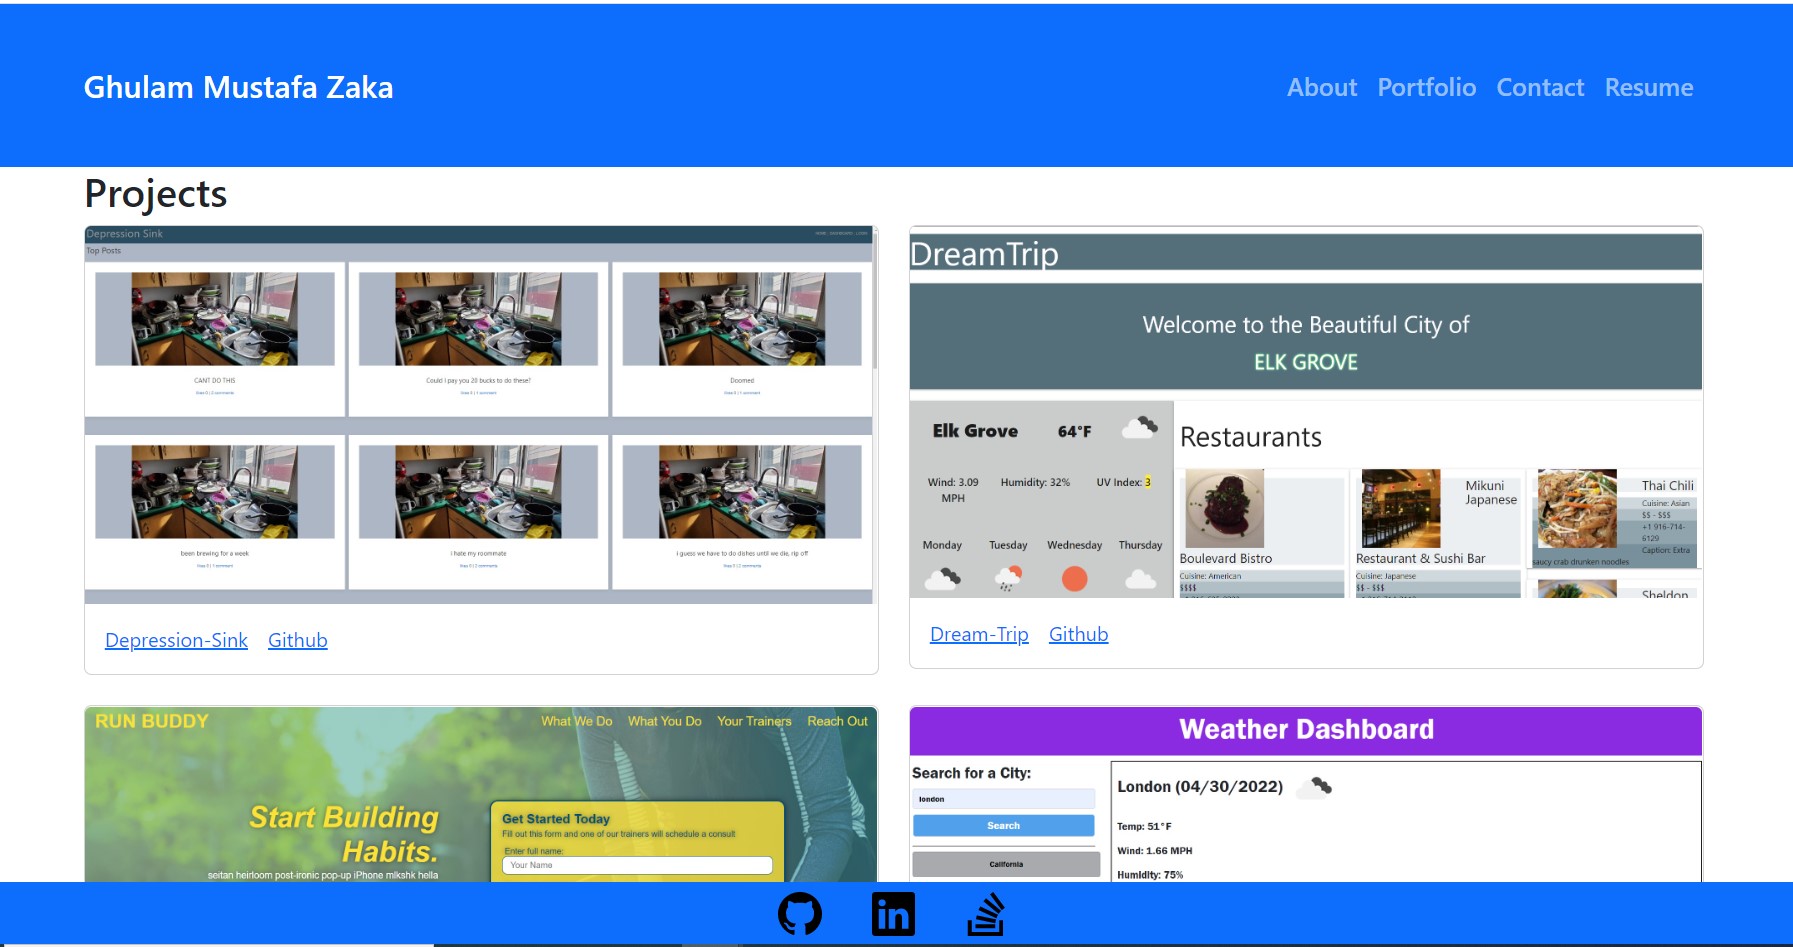 Ghulam Mustafa Zaka
About Portfolio Contact Resume
Projects
Depression Sink
Top Posts
CANT DO THIS
Could I pay you 20 bucks to do these?
Doomed
been brewing for a week
i hate my roommate
i guess we have to do dishes until we die, rip off
Depression-Sink Github
DreamTrip
Welcome to the Beautiful City of
ELK GROVE
Elk Grove 64°F
Wind: 3.09 MPH
Humidity: 32%
UV Index: 3
Monday Tuesday Wednesday Thursday
Restaurants
Boulevard Bistro
Cuisine: American
$$$$
Mikuni Japanese
Restaurant & Sushi Bar
Cuisine: Japanese
$$ - $$$
Thai Chili
Cuisine: Asian
$$ - $$$
+1 916-714-
6129
Caption: Extra
saucy crab drunken noodles
Sheldon
Dream-Trip Github
RUN BUDDY
What We Do What You Do Your Trainers Reach Out
Start Building
Habits.
seitan heirloom post-ironic pop-up iPhone mlkshk hella
Get Started Today
Fill out this form and one of our trainers will schedule a consult
Enter full name:
Your Name
Weather Dashboard
Search for a City:
london
Search
California
London (04/30/2022)
Temp: 51°F
Wind: 1.66 MPH
Humidity: 75%
in